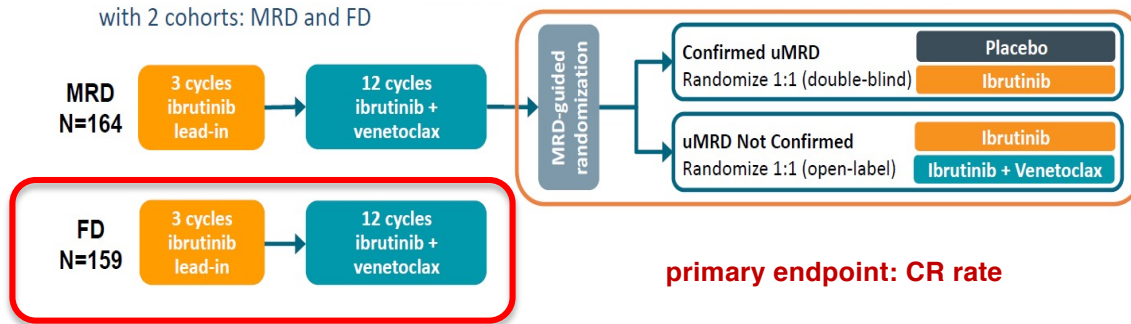 with 2 cohorts: MRD and FD
MRD
N=164
3 cycles
ibrutinib
lead-in
12 cycles
ibrutinib +
venetoclax
MRD-guided
randomization
Confirmed uMRD
Randomize 1:1 (double-blind)
Placebo
Ibrutinib
uMRD Not Confirmed
Randomize 1:1 (open-label)
Ibrutinib
Ibrutinib + Venetoclax
FD
N=159
3 cycles
ibrutinib
lead-in
12 cycles
ibrutinib +
venetoclax
primary endpoint: CR rate